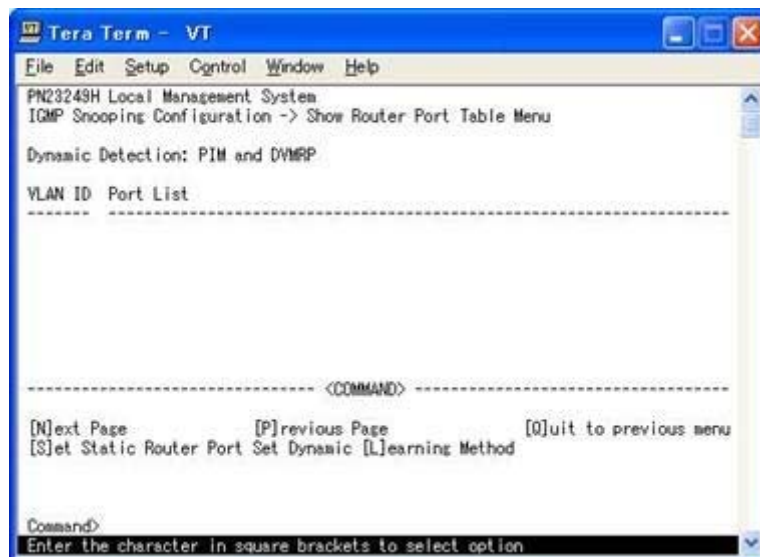 Tera Term - VT
File Edit Setup Control Window Help
PN23249H Local Management System
IGMP Snooping Configuration -> Show Router Port Table Menu
Dynamic Detection: PIM and DVMRP
VLAN ID Port List
------- -----------------------------------------------------------------
-------------------------------- <COMMAND> -----------------------------------
[N]ext Page [P]revious Page [Q]uit to previous menu
[S]et Static Router Port Set Dynamic [L]earning Method
Command>
Enter the character in square brackets to select option